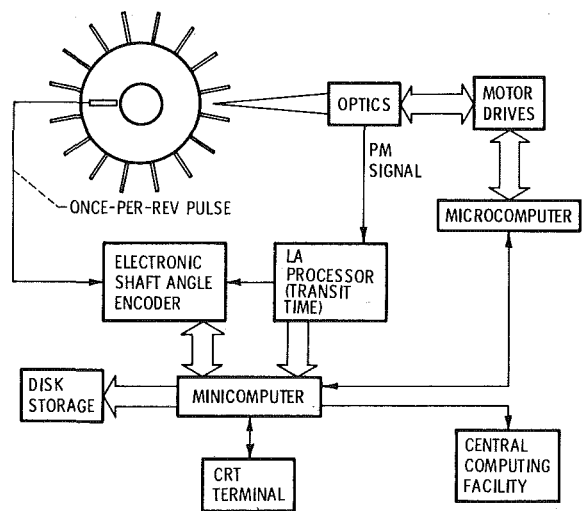 OPTICS
MOTOR
DRIVES
PM
SIGNAL
ONCE-PER-REV PULSE
MICROCOMPUTER
ELECTRONIC
SHAFT ANGLE
ENCODER
LA
PROCESSOR
(TRANSIT
TIME)
DISK
STORAGE
MINICOMPUTER
CRT
TERMINAL
CENTRAL
COMPUTING
FACILITY